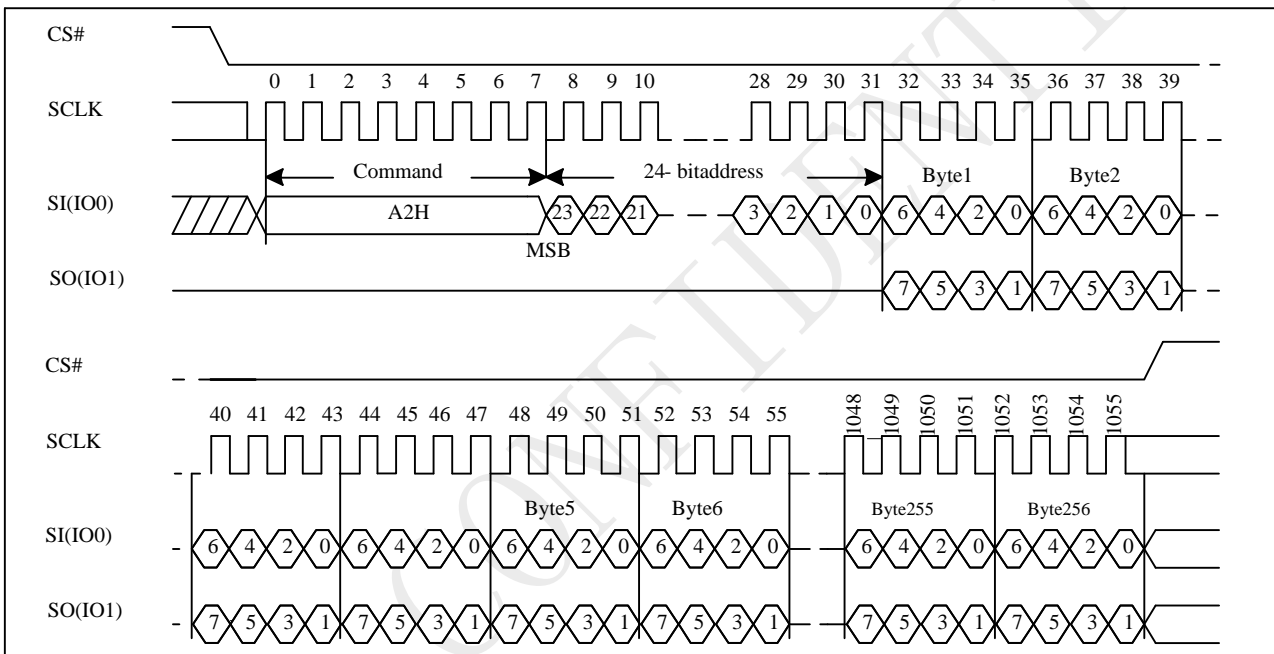 CS#
0 1 2 3 4 5 6 7 8 9 10 28 29 30 31 32 33 34 35 36 37 38 39
SCLK
Command 24- bitaddress Byte1 Byte2
SI(IO0) A2H 23 22 21 3 2 1 0 6 4 2 0 6 4 2 0
MSB
SO(IO1) 7 5 3 1 7 5 3 1
CS#
40 41 42 43 44 45 46 47 48 49 50 51 52 53 54 55 1048 1049 1050 1051 1052 1053 1054 1055
SCLK
Byte5 Byte6 Byte255 Byte256
SI(IO0) 6 4 2 0 6 4 2 0 6 4 2 0 6 4 2 0 6 4 2 0 6 4 2 0
SO(IO1) 7 5 3 1 7 5 3 1 7 5 3 1 7 5 3 1 7 5 3 1 7 5 3 1
CONFIDENT